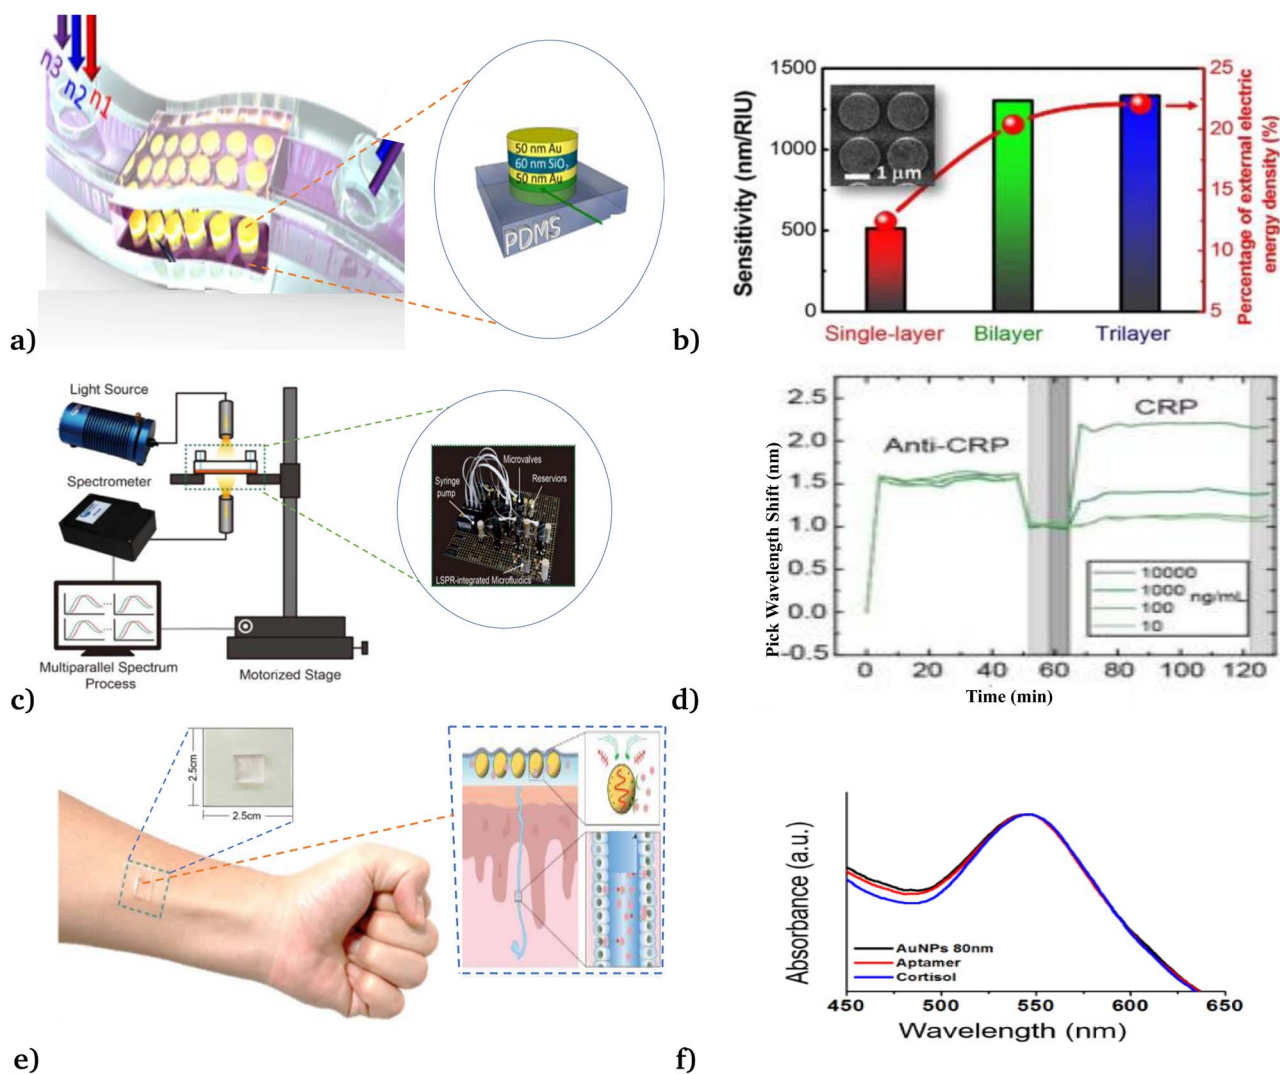 n3
n2
n1
50 nm Au
60 nm SiO
50 nm Au
PDMS
a)
1500
1000
500
0
Sensitivity (nm/RIU)
1 μm
25
20
15
10
5
Percentage of external electric
energy density (%)
Single-layer
Bilayer
Trilayer
b)
Light Source
Spectrometer
Multiparallel Spectrum
Process
Motorized Stage
Microvalves
Syringe
pump
Reserviors
LSPR-integrated Microfluidics
c)
2.5
2.0
1.5
1.0
0.0
-0.5
Pick Wavelength Shift (nm)
Anti-CRP
CRP
10000
1000
ng/mL
100
10
0
20
40
60
80
100
120
Time (min)
d)
2.5cm
2.5cm
e)
Absorbance (a.u.)
AuNPs 80nm
Aptamer
Cortisol
450
500
550
600
650
Wavelength (nm)
f)